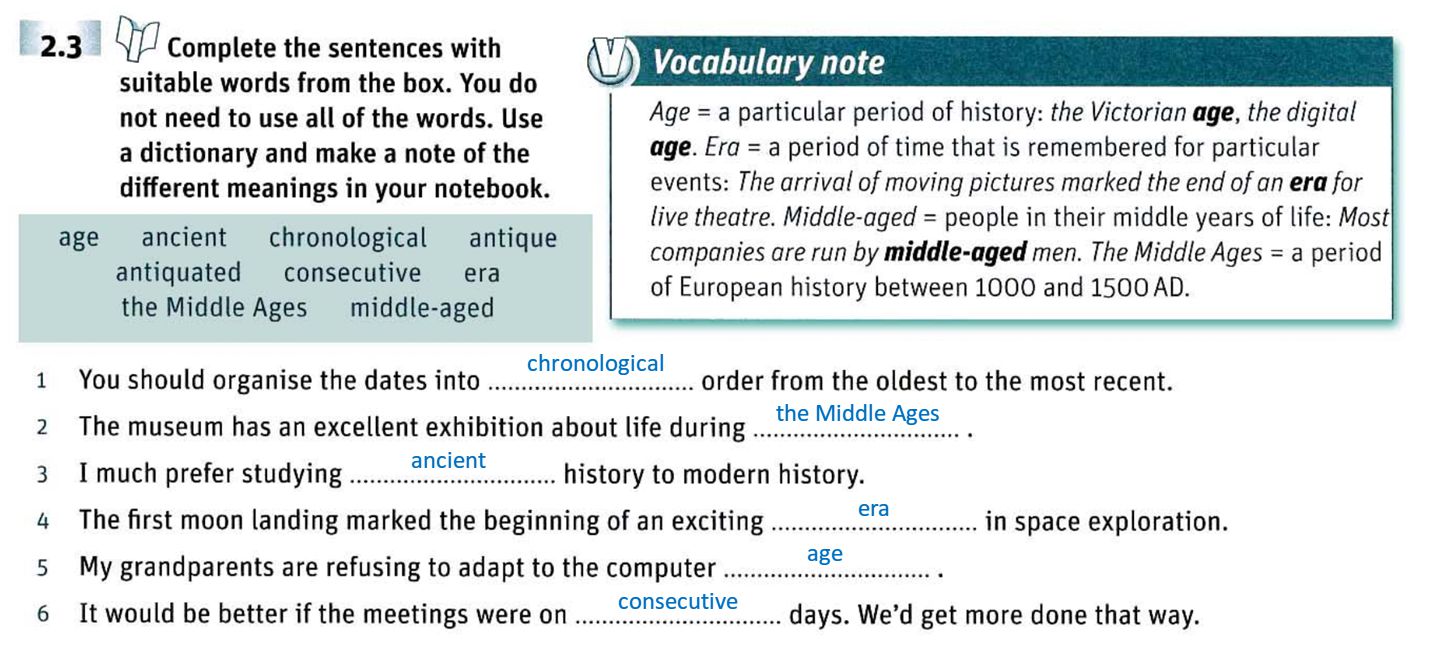 2.3 Complete the sentences with
suitable words from the box. You do
not need to use all of the words. Use
a dictionary and make a note of the
different meanings in your notebook.
age ancient chronological antique
antiquated consecutive era
the Middle Ages middle-aged
Vocabulary note
Age = a particular period of history: the Victorian age, the digital
age. Era = a period of time that is remembered for particular
events: The arrival of moving pictures marked the end of an era for
live theatre. Middle-aged = people in their middle years of life: Most
companies are run by middle-aged men. The Middle Ages = a period
of European history between 1000 and 1500 AD.
1 You should organise the dates into chronological order from the oldest to the most recent.
2 The museum has an excellent exhibition about life during the Middle Ages .
3 I much prefer studying ancient history to modern history.
4 The first moon landing marked the beginning of an exciting era in space exploration.
5 My grandparents are refusing to adapt to the computer age .
6 It would be better if the meetings were on consecutive days. We'd get more done that way.